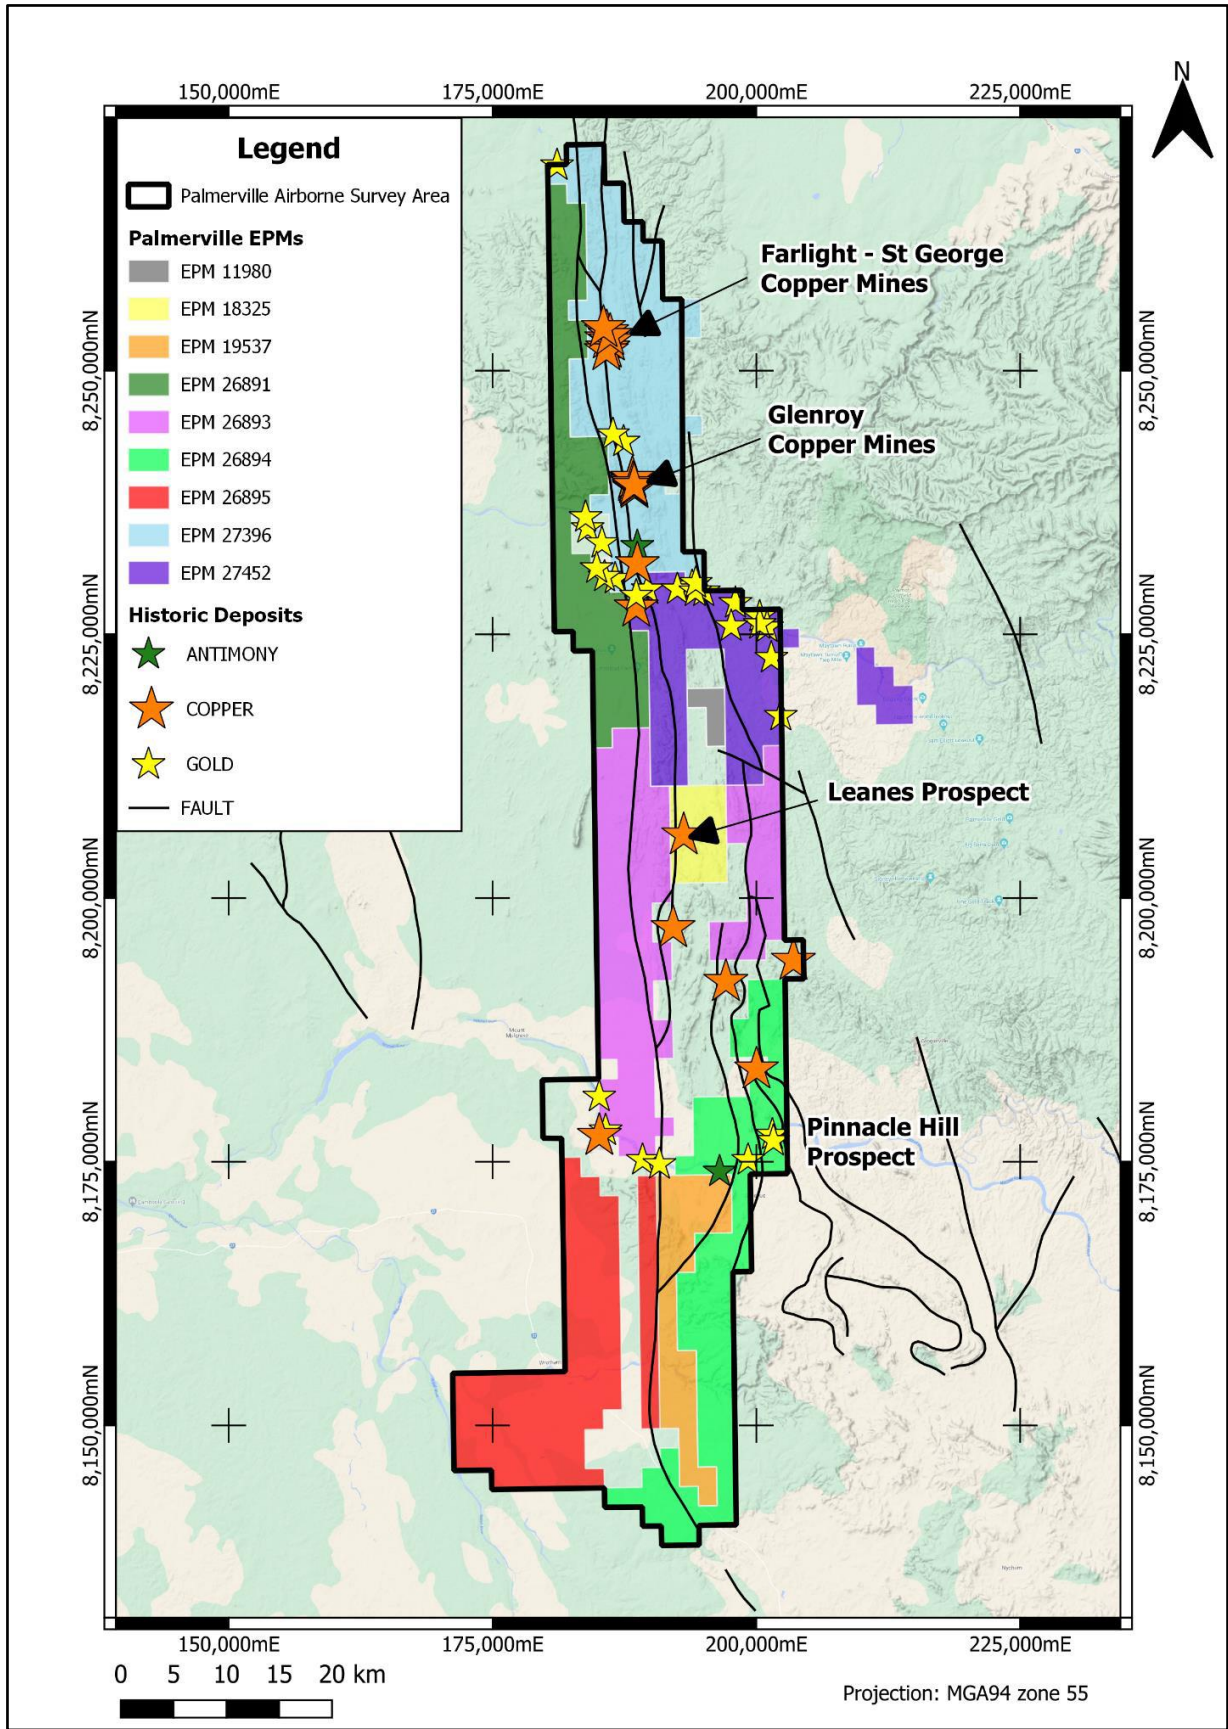 150,000mE
175,000mE
200,000mE
225,000mE
N
Legend
Palmerville Airborne Survey Area
Palmerville EPMs
EPM 11980
EPM 18325
EPM 19537
EPM 26891
EPM 26893
EPM 26894
EPM 26895
EPM 27396
EPM 27452
Historic Deposits
ANTIMONY
COPPER
GOLD
FAULT
Farlight - St George
Copper Mines
Glenroy
Copper Mines
Leanes Prospect
Pinnacle Hill
Prospect
8,250,000mN
8,225,000mN
8,200,000mN
8,175,000mN
8,150,000mN
8,250,000mN
8,225,000mN
8,200,000mN
8,175,000mN
8,150,000mN
150,000mE
175,000mE
200,000mE
225,000mE
0 5 10 15 20 km
Projection: MGA94 zone 55